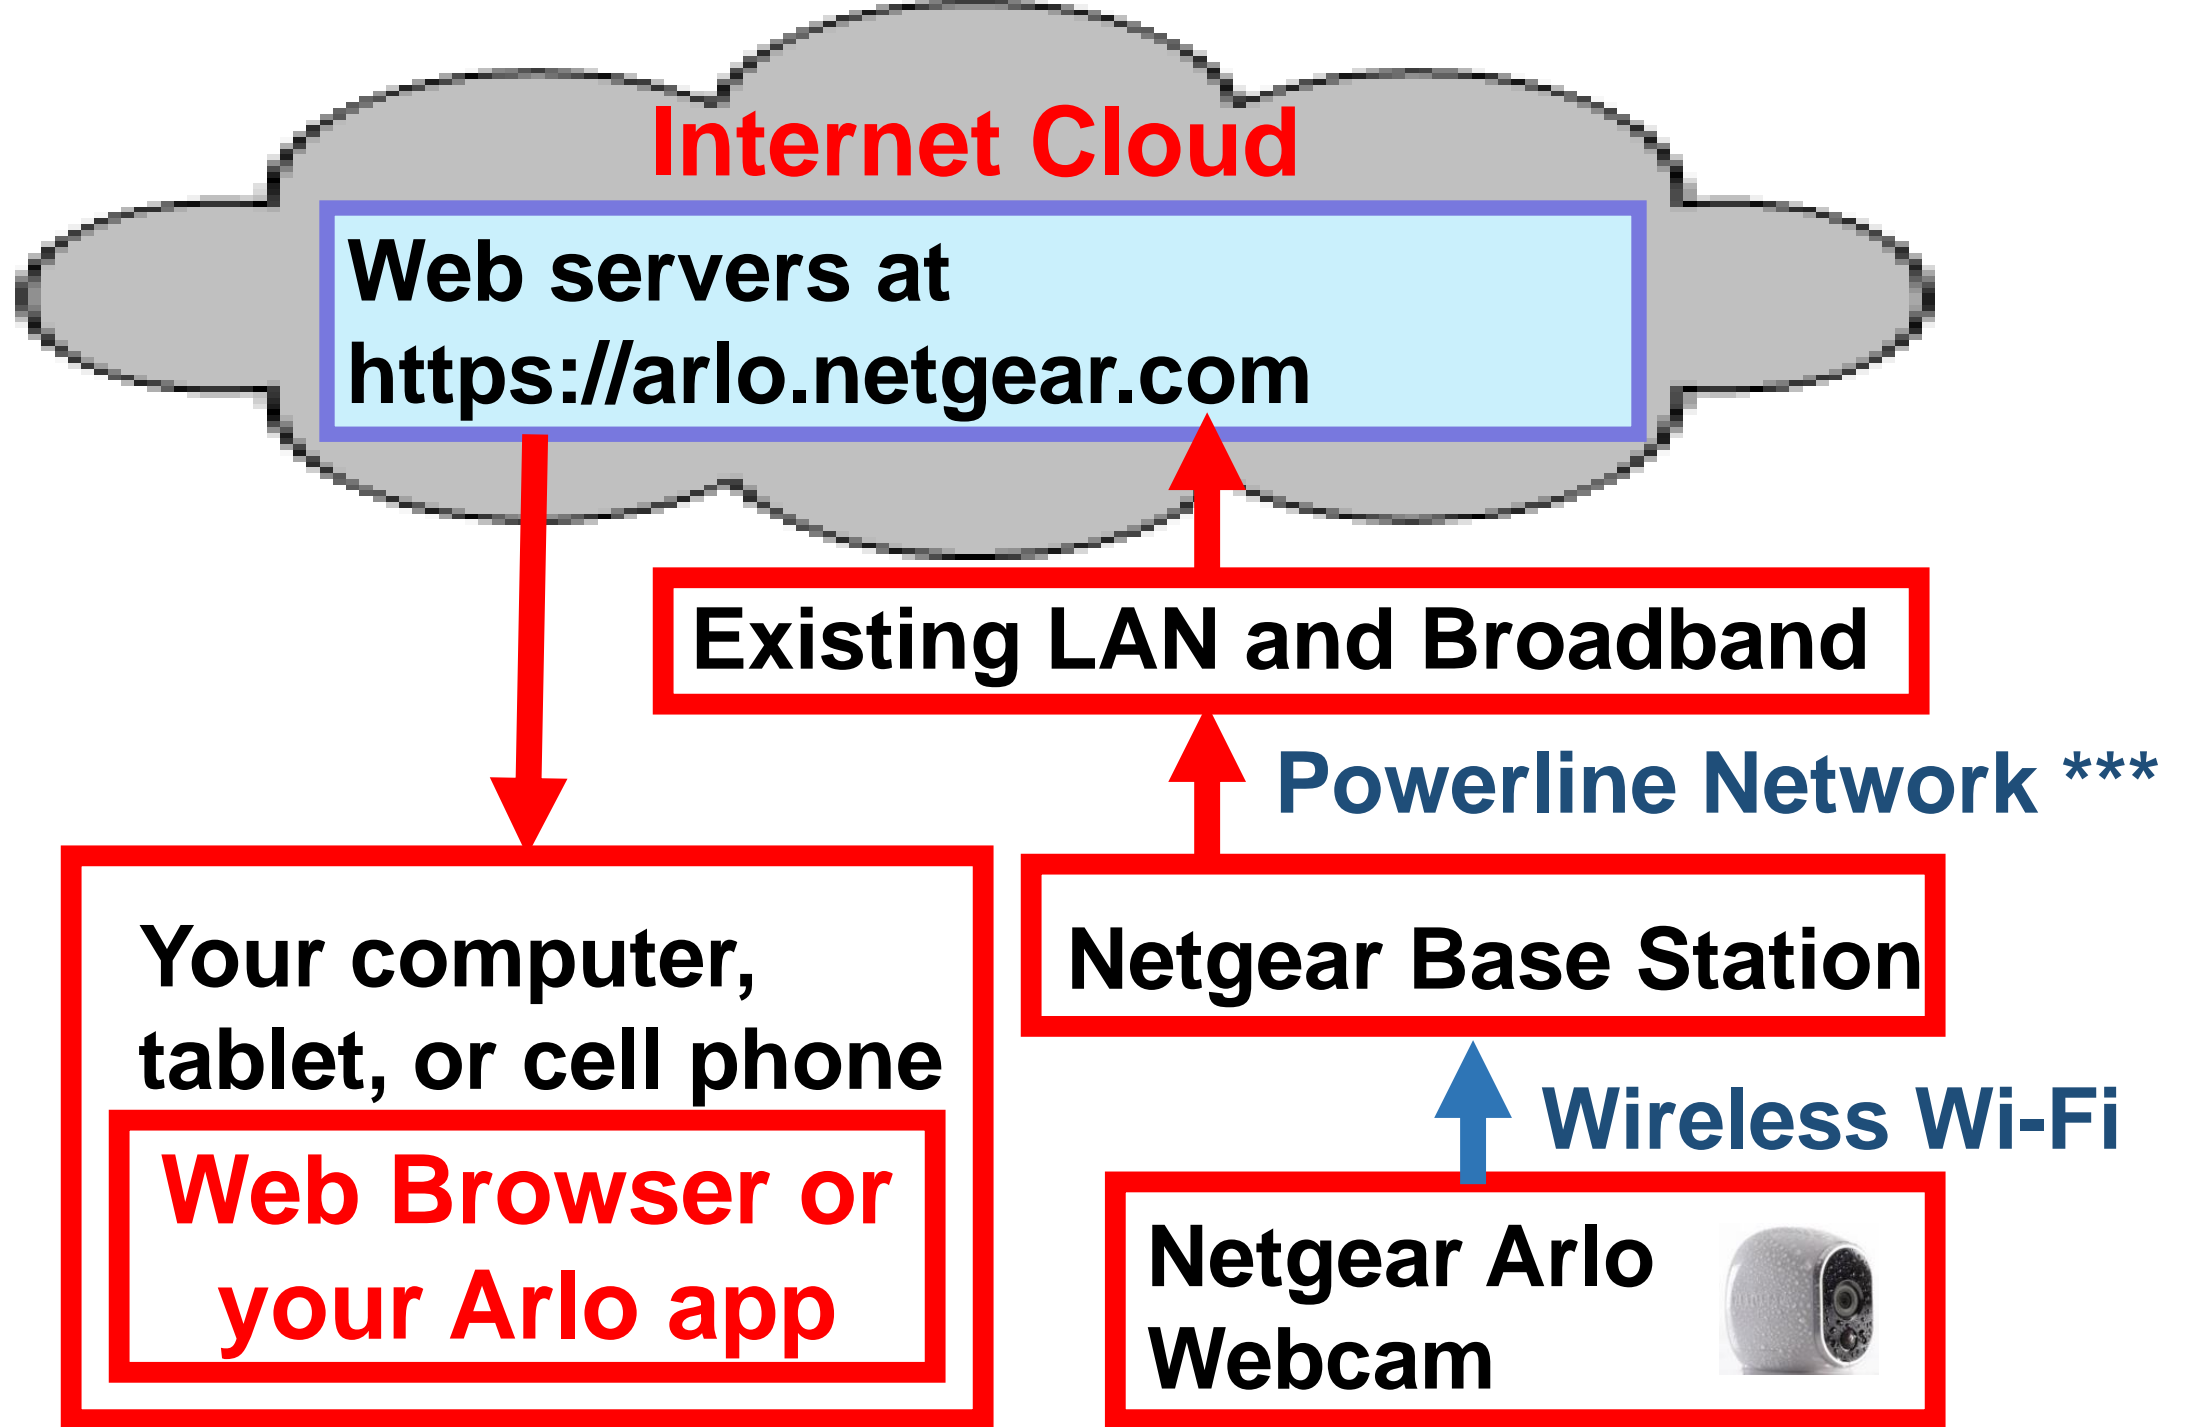 Internet Cloud
Web servers at
https://arlo.netgear.com
Existing LAN and Broadband
Powerline Network ***
Netgear Base Station
Wireless Wi-Fi
Netgear Arlo
Webcam
Your computer,
tablet, or cell phone
Web Browser or
your Arlo app